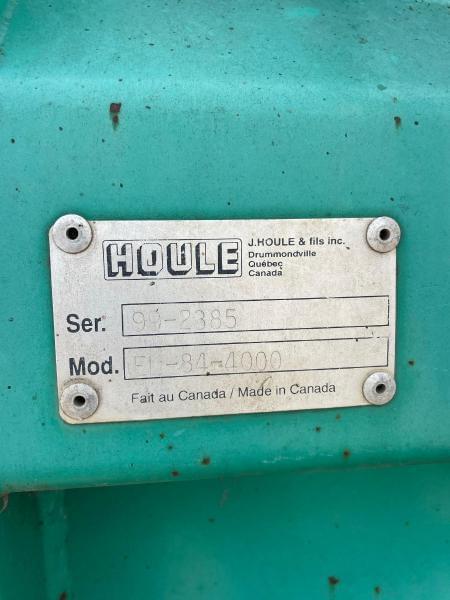 HOULE
J.HOULE & fils inc.
Drummondville
Québec
Canada
Ser. 99-2385
Mod. -84-4000
Fait au Canada / Made in Canada